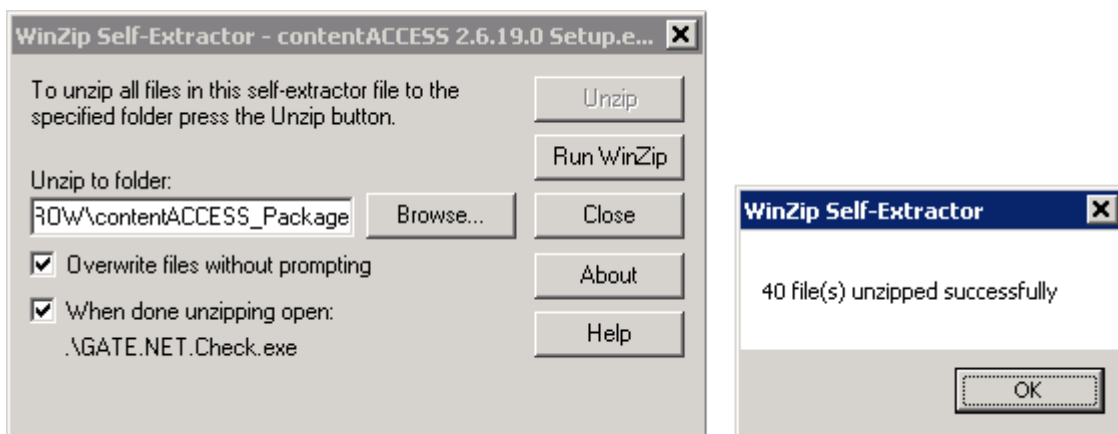 WinZip Self-Extractor - contentACCESS 2.6.19.0 Setup.e...
To unzip all files in this self-extractor file to the
specified folder press the Unzip button.
Unzip to folder:
ROW\contentACCESS_Package
Browse...
Overwrite files without prompting
When done unzipping open:
.\GATE.NET.Check.exe
Unzip
Run WinZip
Close
About
Help
WinZip Self-Extractor
40 file(s) unzipped successfully
OK